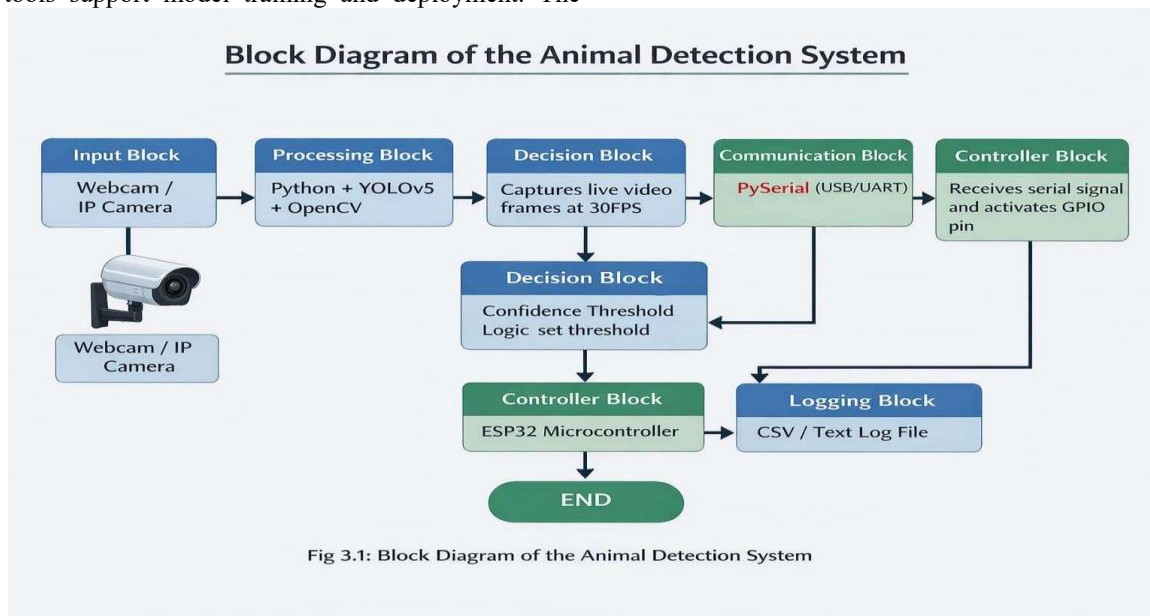 tools support model training and deployment. The
Block Diagram of the Animal Detection System
Input Block
Webcam /
IP Camera
Webcam / IP
Camera
Processing Block
Python + YOLOv5
+ OpenCV
Decision Block
Captures live video
frames at 30FPS
Communication Block
PySerial (USB/UART)
Controller Block
Receives serial signal
and activates GPIO
pin
Decision Block
Confidence Threshold
Logic set threshold
Controller Block
ESP32 Microcontroller
Logging Block
CSV / Text Log File
END
Fig 3.1: Block Diagram of the Animal Detection System